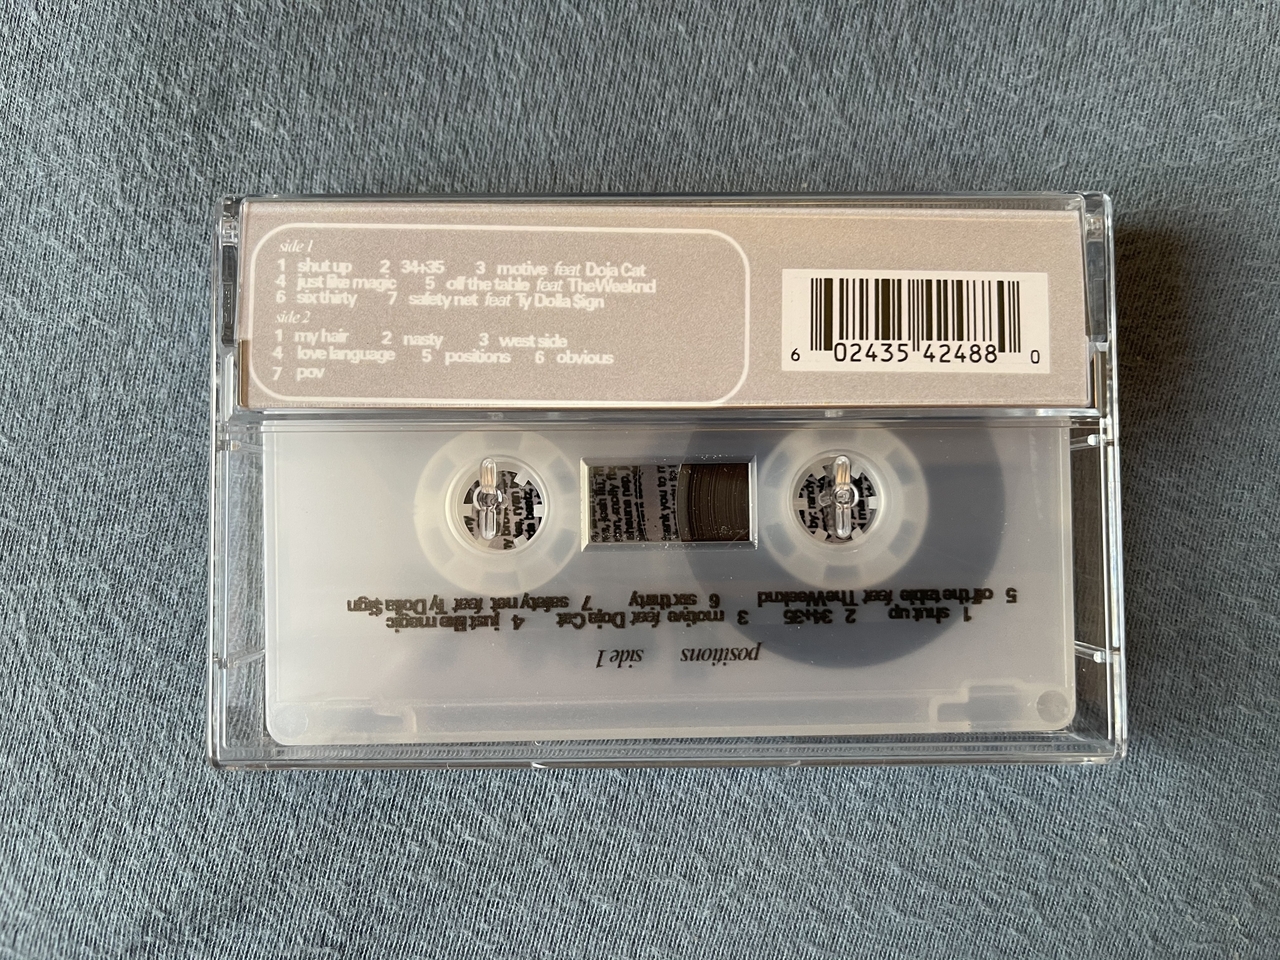 side 1
1 shut up 2 34+35 3 motive feat Doja Cat
4 just like magic 5 off the table feat The Weeknd
6 six thirty 7 safety net feat Ty Dolla $ign
side 2
1 my hair 2 nasty 3 west side
4 love language 5 positions 6 obvious
7 pov
6 02435 42488 0
positions side 1
1 shut up 2 34+35 3 motive feat Doja Cat 4 just like magic
5 off the table feat The Weeknd 6 six thirty 7 safety net feat Ty Dolla $ign